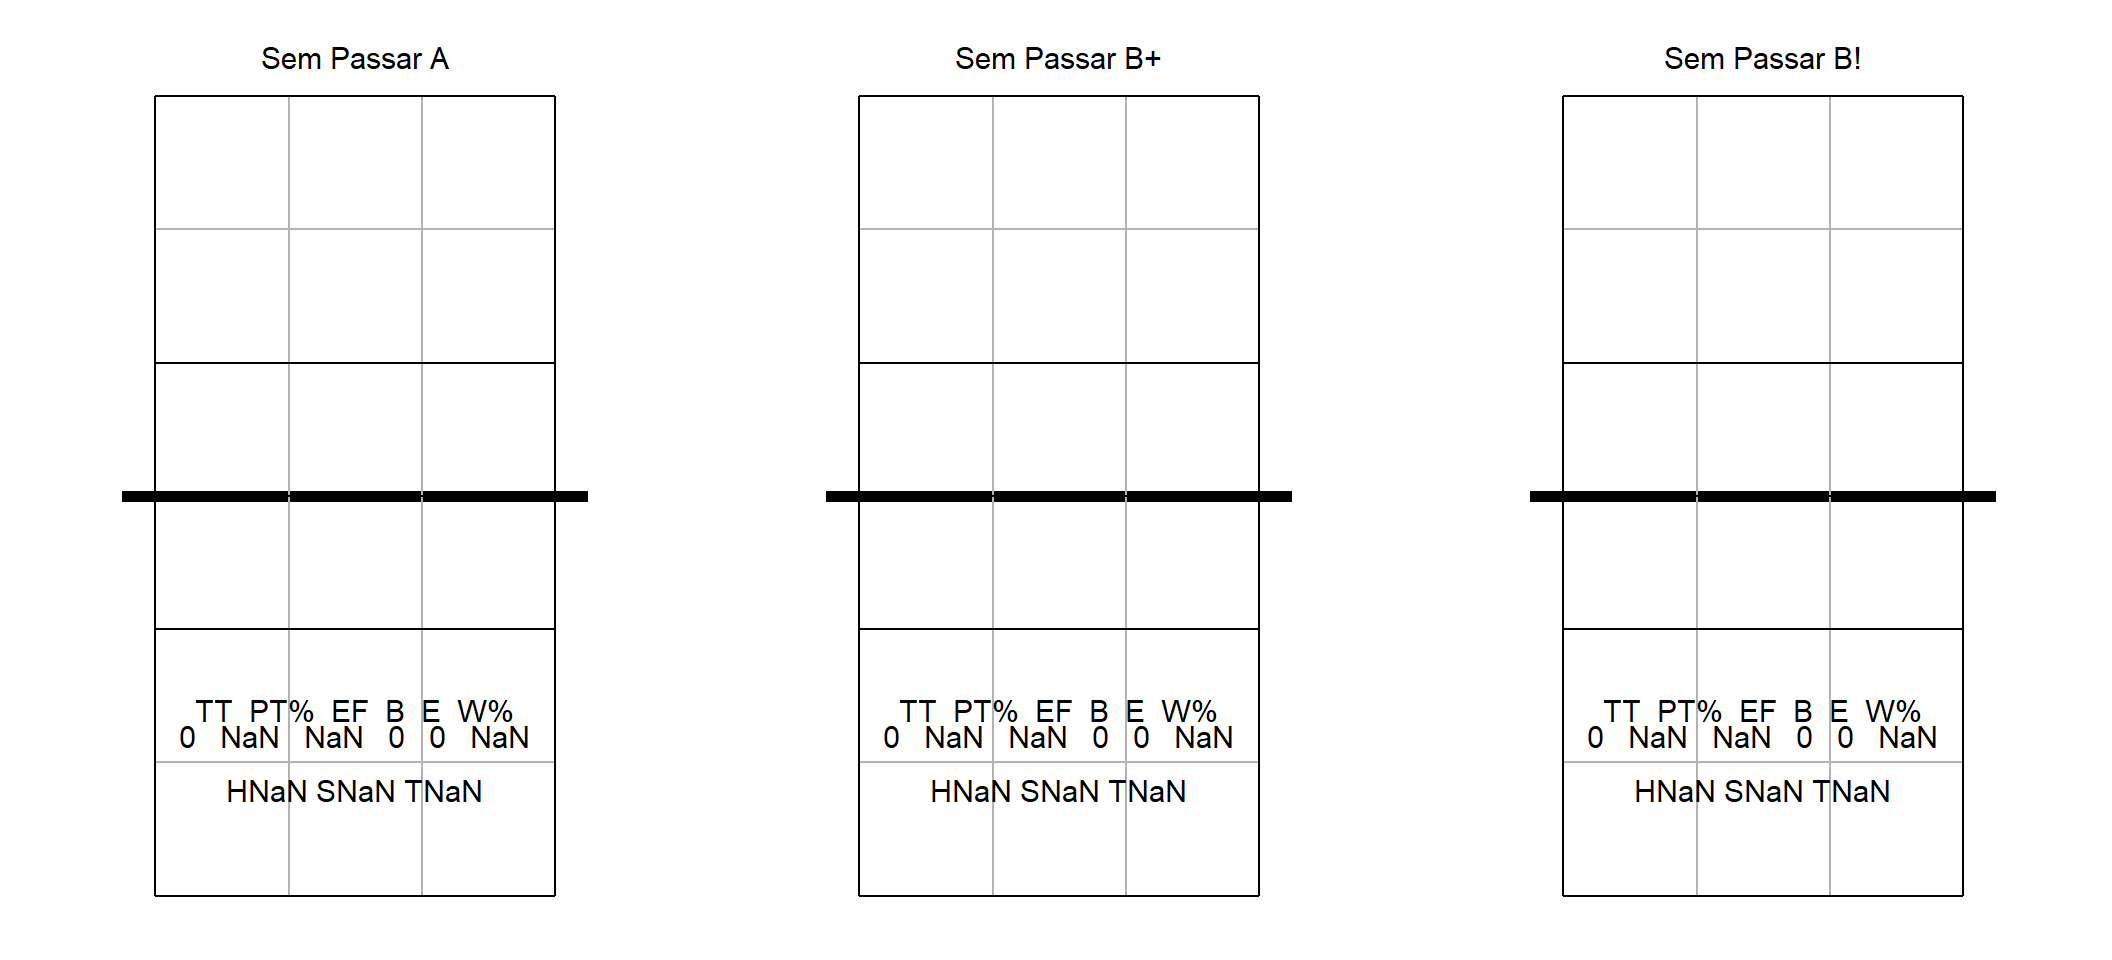 Sem Passar A
TT PT% EF B E W%
0 NaN NaN 0 0 NaN
HNaN SNaN TNaN
Sem Passar B+
TT PT% EF B E W%
0 NaN NaN 0 0 NaN
HNaN SNaN TNaN
Sem Passar B!
TT PT% EF B E W%
0 NaN NaN 0 0 NaN
HNaN SNaN TNaN